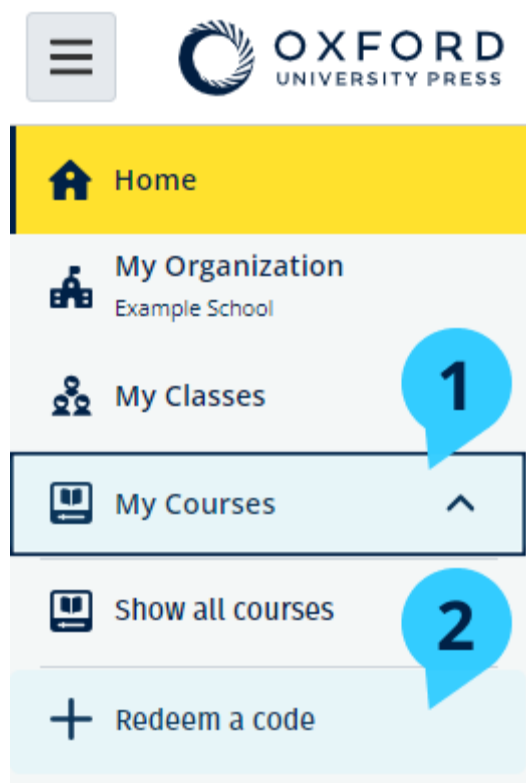 OXFORD
UNIVERSITY PRESS
Home
My Organization
Example School
My Classes
1
My Courses
Show all courses
2
Redeem a code